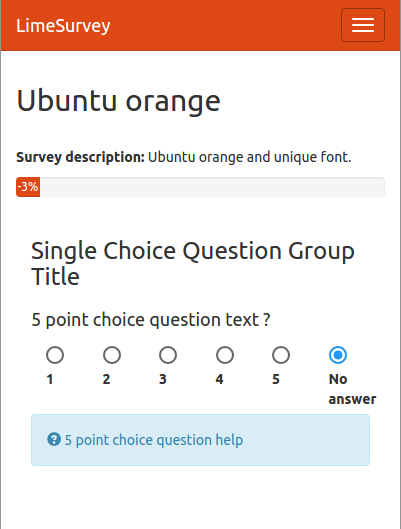 LimeSurvey
Ubuntu orange
Survey description: Ubuntu orange and unique font.
-3%
Single Choice Question Group
Title
5 point choice question text ?
1 2 3 4 5 No
answer
5 point choice question help